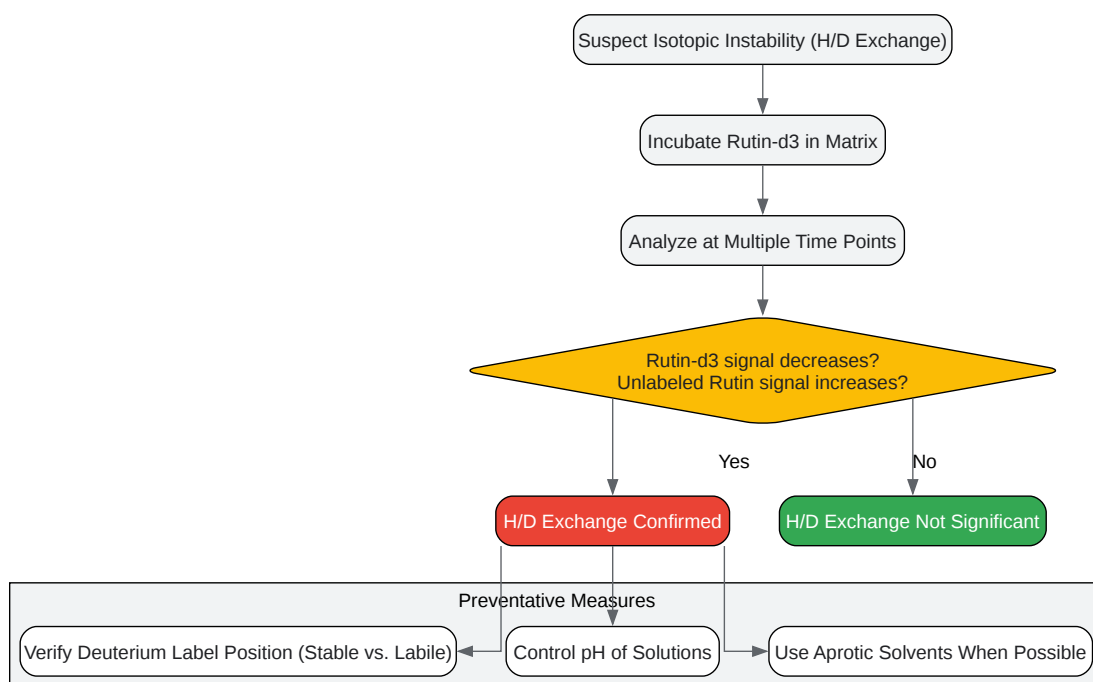 Suspect Isotopic Instability (H/D Exchange)
Incubate Rutin-d3 in Matrix
Analyze at Multiple Time Points
Rutin-d3 signal decreases?
Unlabeled Rutin signal increases?
Yes
No
H/D Exchange Confirmed
H/D Exchange Not Significant
Preventative Measures
Verify Deuterium Label Position (Stable vs. Labile)
Control pH of Solutions
Use Aprotic Solvents When Possible